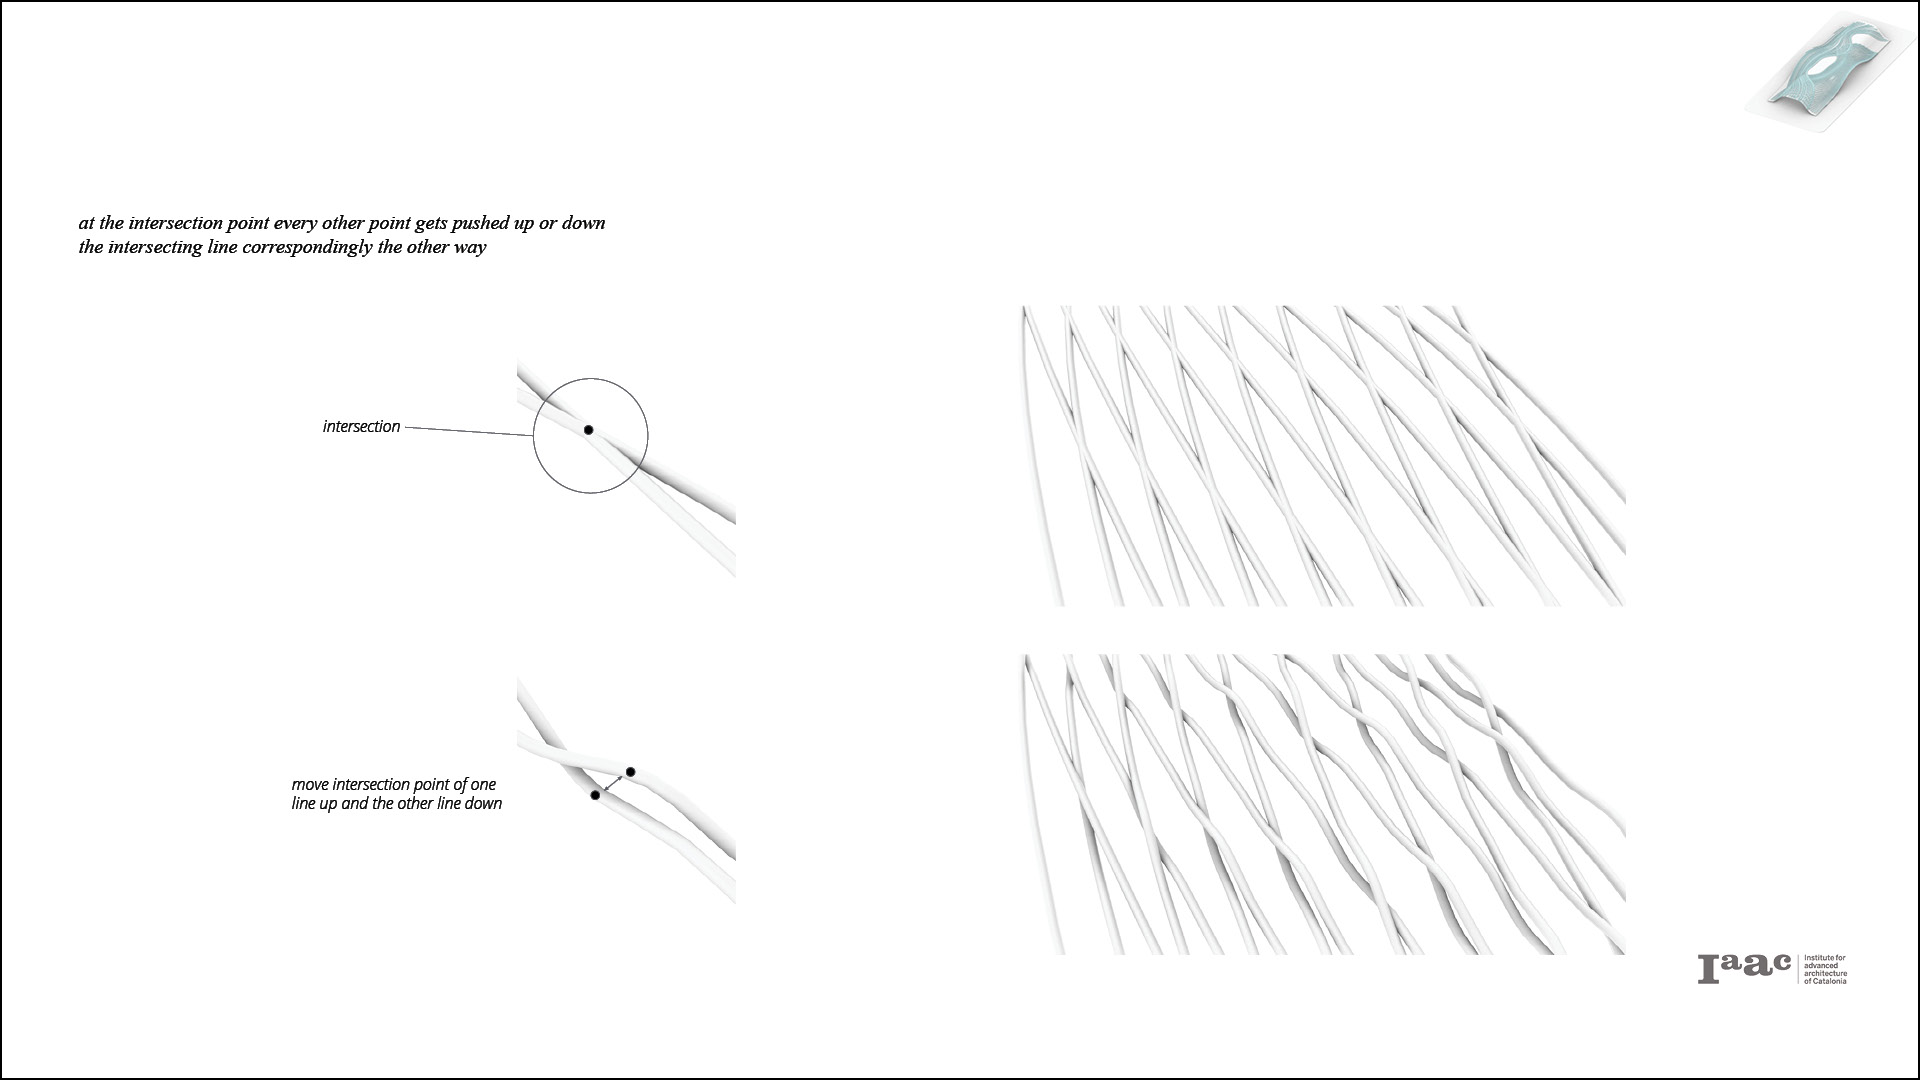 at the intersection point every other point gets pushed up or down
the intersecting line correspondingly the other way
intersection
move intersection point of one
line up and the other line down
Iaac
Institute for
advanced
architecture
of Catalonia